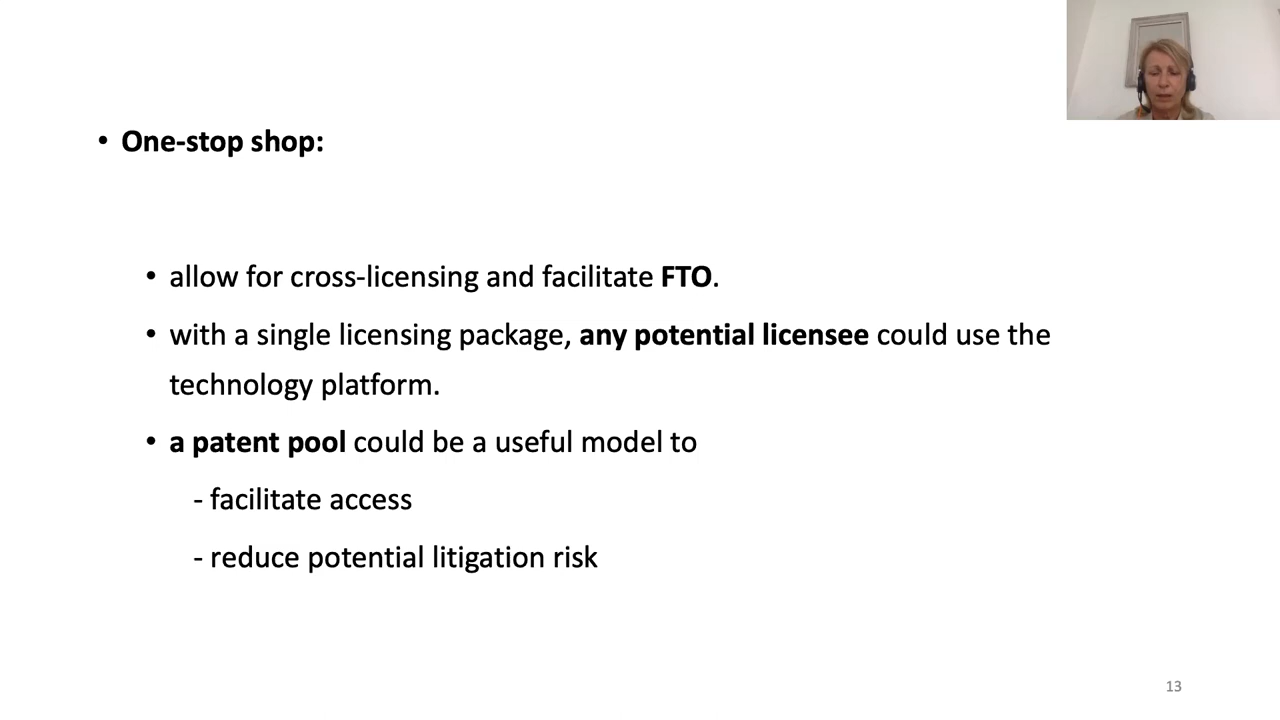 • One-stop shop:
• allow for cross-licensing and facilitate FTO.
• with a single licensing package, any potential licensee could use the
technology platform.
• a patent pool could be a useful model to
- facilitate access
- reduce potential litigation risk
13